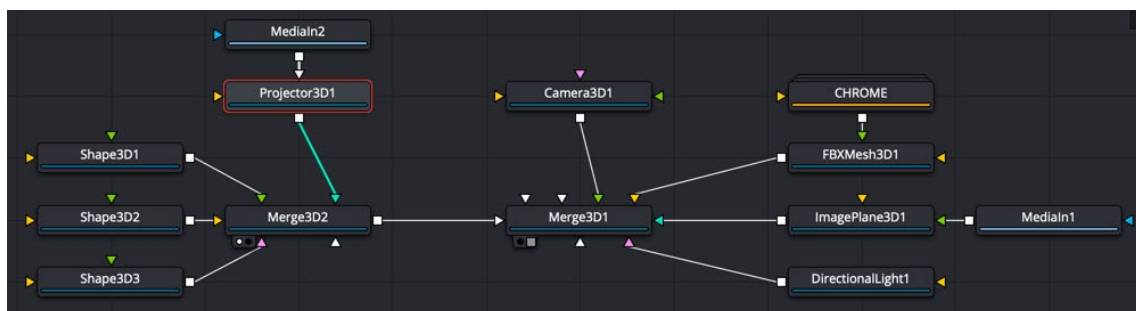 MediaIn2
Projector3D1
Camera3D1
CHROME
Shape3D1
FBXMesh3D1
Shape3D2
Merge3D2
Merge3D1
ImagePlane3D1
MediaIn1
Shape3D3
DirectionalLight1